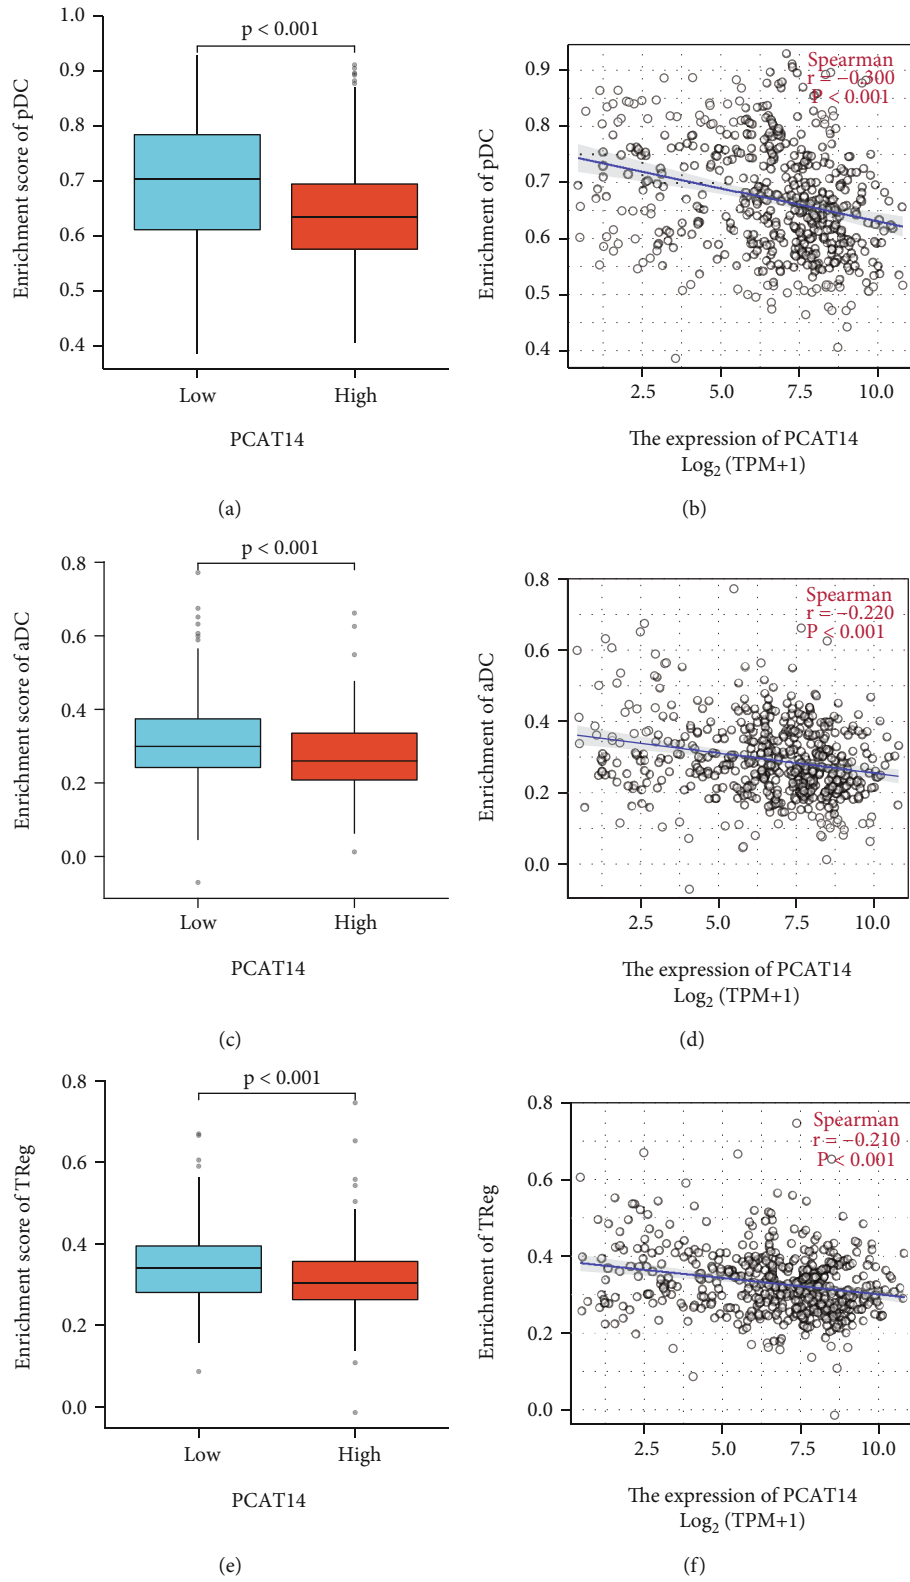 p < 0.001
Enrichment score of pDC
1.0
0.9
0.8
0.7
0.6
0.5
0.4
Low
High
PCAT14
(a)
Spearman
r = −0.300
P < 0.001
Enrichment of pDC
0.9
0.8
0.7
0.6
0.5
0.4
2.5
5.0
7.5
10.0
The expression of PCAT14
Log₂ (TPM+1)
(b)
p < 0.001
Enrichment score of aDC
0.8
0.6
0.4
0.2
0.0
Low
High
PCAT14
(c)
Spearman
r = −0.220
P < 0.001
Enrichment of aDC
0.8
0.6
0.4
0.2
0.0
2.5
5.0
7.5
10.0
The expression of PCAT14
Log₂ (TPM+1)
(d)
p < 0.001
Enrichment score of TReg
0.8
0.6
0.4
0.2
0.0
Low
High
PCAT14
(e)
Spearman
r = −0.210
P < 0.001
Enrichment of TReg
0.8
0.6
0.4
0.2
0.0
2.5
5.0
7.5
10.0
The expression of PCAT14
Log₂ (TPM+1)
(f)